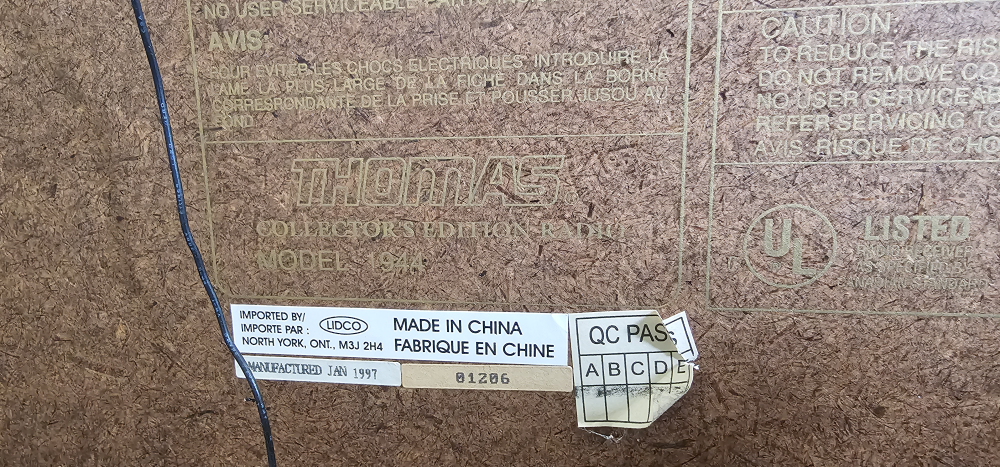 NO USER SERVICEABLE
AVIS:
POUR EVITER LES CHOCS ELECTRIQUES INTRODUIRE LA
LAME LA PLUS LARGE DE LA FICHE DANS LA BORNE
CORRESPONDANTE DE LA PRISE ET POUSSER JUSQU AU
FOND
THOMAS
COLLECTOR'S EDITION RADIO
MODEL 1944
CAUTION:
TO REDUCE THE RIS
DO NOT REMOVE CO
NO USER SERVICEAB
REFER SERVICING TO
AVIS RISQUE DE CHO
UL
LISTED
IMPORTED BY/
IMPORTE PAR : LIDCO
NORTH YORK, ONT., M3J 2H4
MADE IN CHINA
FABRIQUE EN CHINE
MANUFACTURED JAN 1997
01206
QC PASS
A B C D E